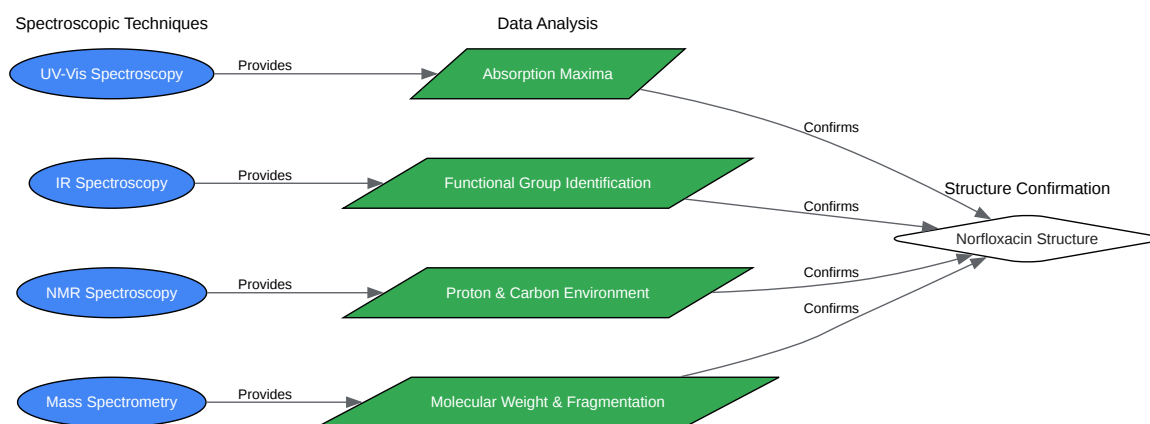 Spectroscopic Techniques
Data Analysis
UV-Vis Spectroscopy
Provides
Absorption Maxima
Confirms
IR Spectroscopy
Provides
Functional Group Identification
Confirms
Structure Confirmation
Norfloxacin Structure
NMR Spectroscopy
Provides
Proton & Carbon Environment
Confirms
Mass Spectrometry
Provides
Molecular Weight & Fragmentation
Confirms